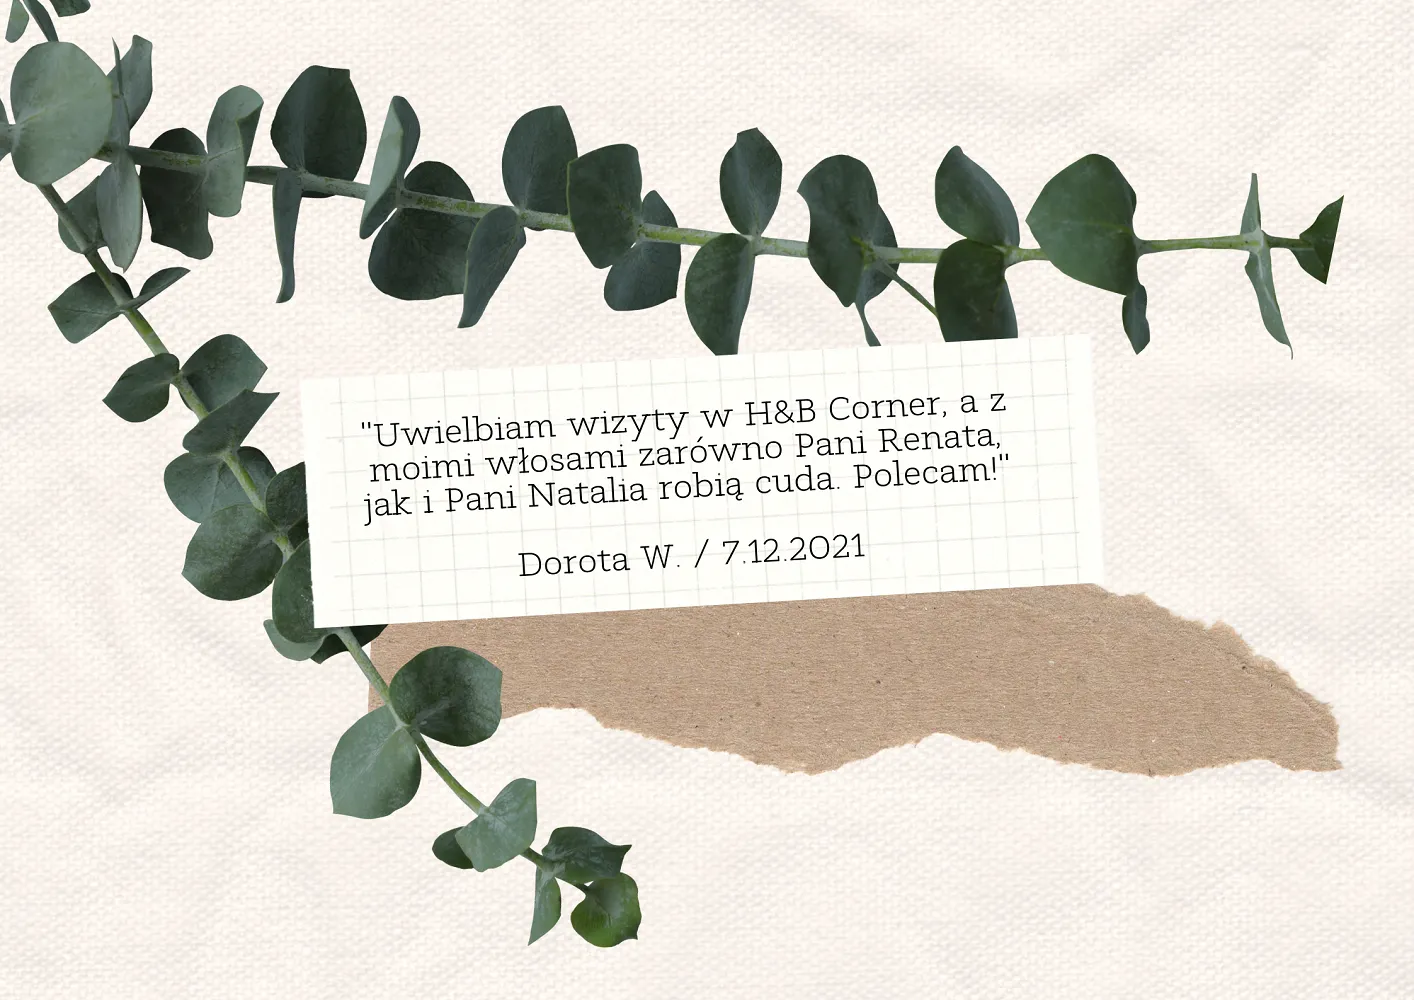 "Uwielbiam wizyty w H&B Corner, a z
moimi włosami zarówno Pani Renata,
jak i Pani Natalia robią cuda. Polecam!"
Dorota W. / 7.12.2021